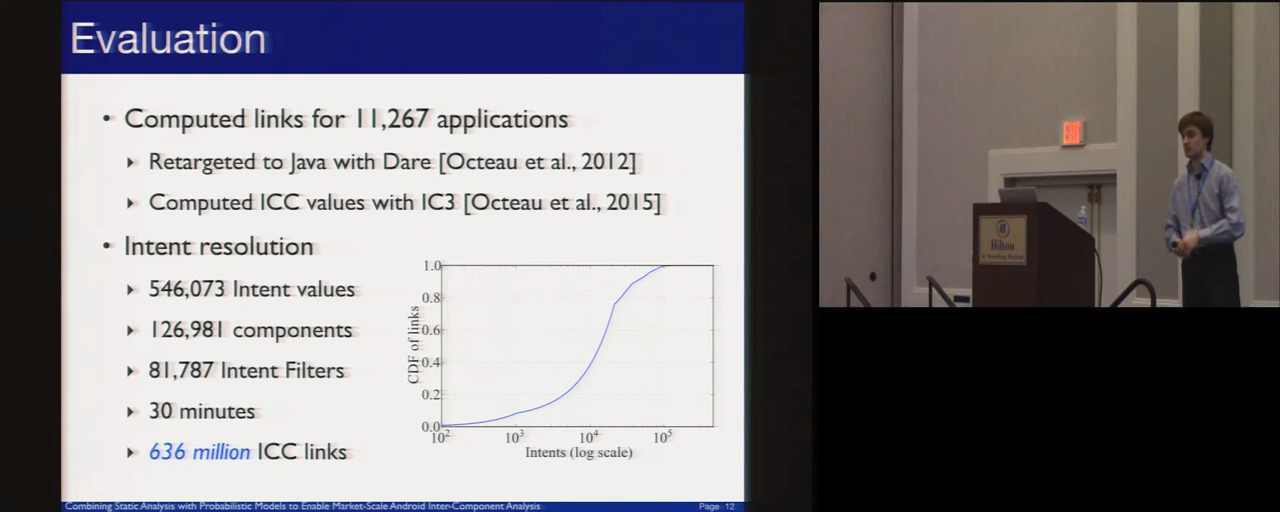 Evaluation
• Computed links for 11,267 applications
Retargeted to Java with Dare [Octeau et al., 2012]
Computed ICC values with IC3 [Octeau et al., 2015]
• Intent resolution
546,073 Intent values
126,981 components
81,787 Intent Filters
30 minutes
636 million ICC links
CDF of links
1.0
0.8
0.6
0.4
0.2
0.0
10² 10³ 10⁴ 10⁵
Intents (log scale)
Combining Static Analysis with Probabilistic Models to Enable Market-Scale Android Inter-Component Analysis
Page 12
Hilton